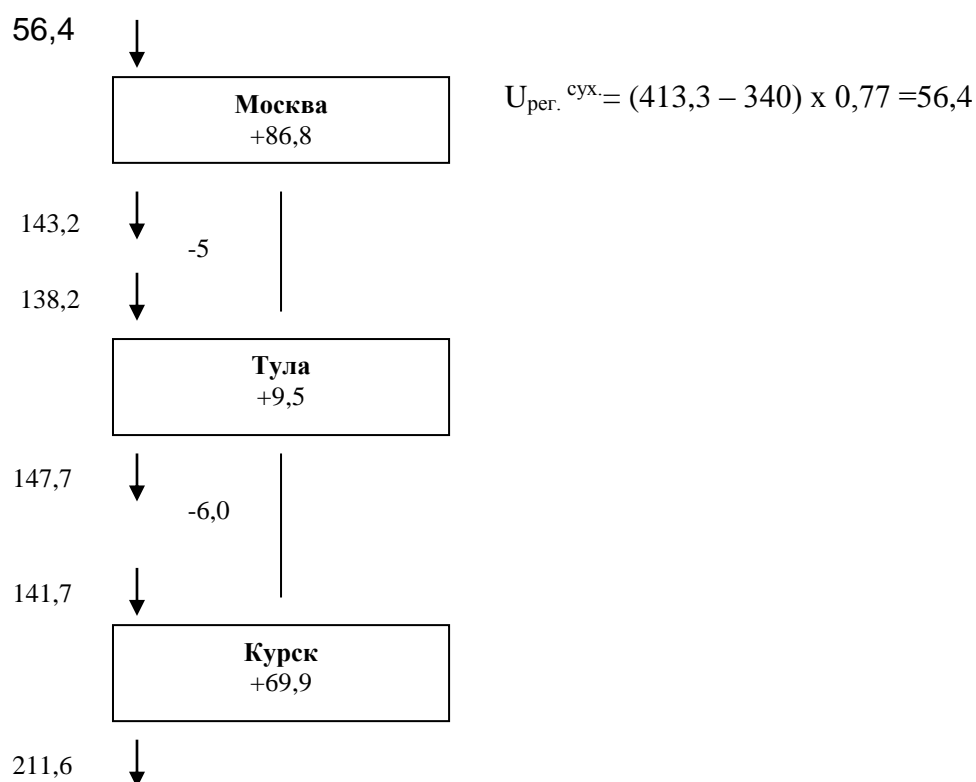 56,4
Москва
+86,8
Uрег. сух.= (413,3 – 340) х 0,77 =56,4
143,2
-5
138,2
Тула
+9,5
147,7
-6,0
141,7
Курск
+69,9
211,6